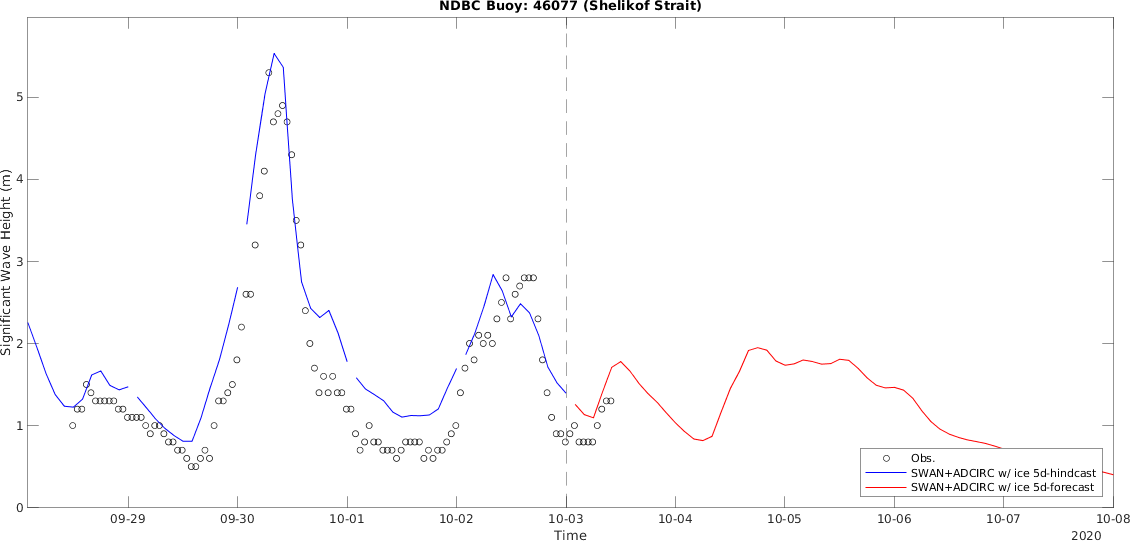 NDBC Buoy: 46077 (Shelikof Strait)
Significant Wave Height (m)
5
4
3
2
1
0
Obs.
SWAN+ADCIRC w/ ice 5d-hindcast
SWAN+ADCIRC w/ ice 5d-forecast
09-29 09-30 10-01 10-02 10-03 10-04 10-05 10-06 10-07 10-08
Time
2020